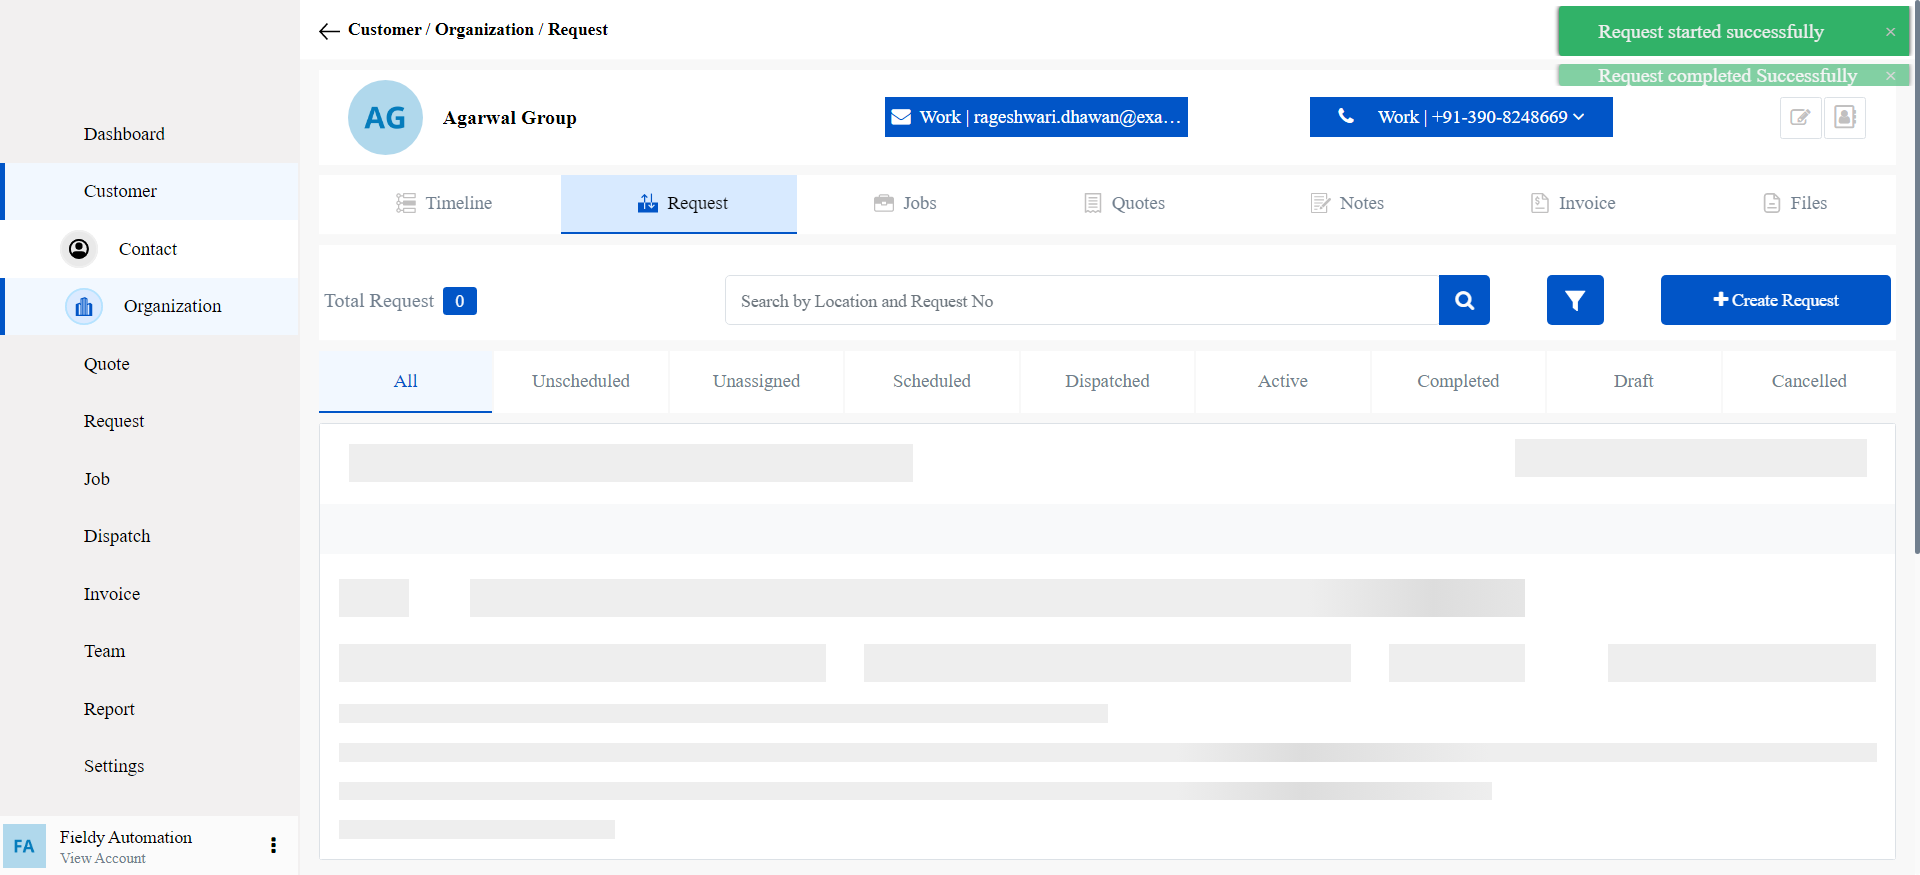 Customer / Organization / Request
Request started successfully ×
Request completed Successfully ×
AG Agarwal Group
Work | rageshwari.dhawan@exa...
Work | +91-390-8248669
Dashboard
Customer
Contact
Organization
Quote
Request
Job
Dispatch
Invoice
Team
Report
Settings
FA Fieldy Automation
View Account
Timeline Request Jobs Quotes Notes Invoice Files
Total Request 0 Search by Location and Request No Create Request
All Unscheduled Unassigned Scheduled Dispatched Active Completed Draft Cancelled